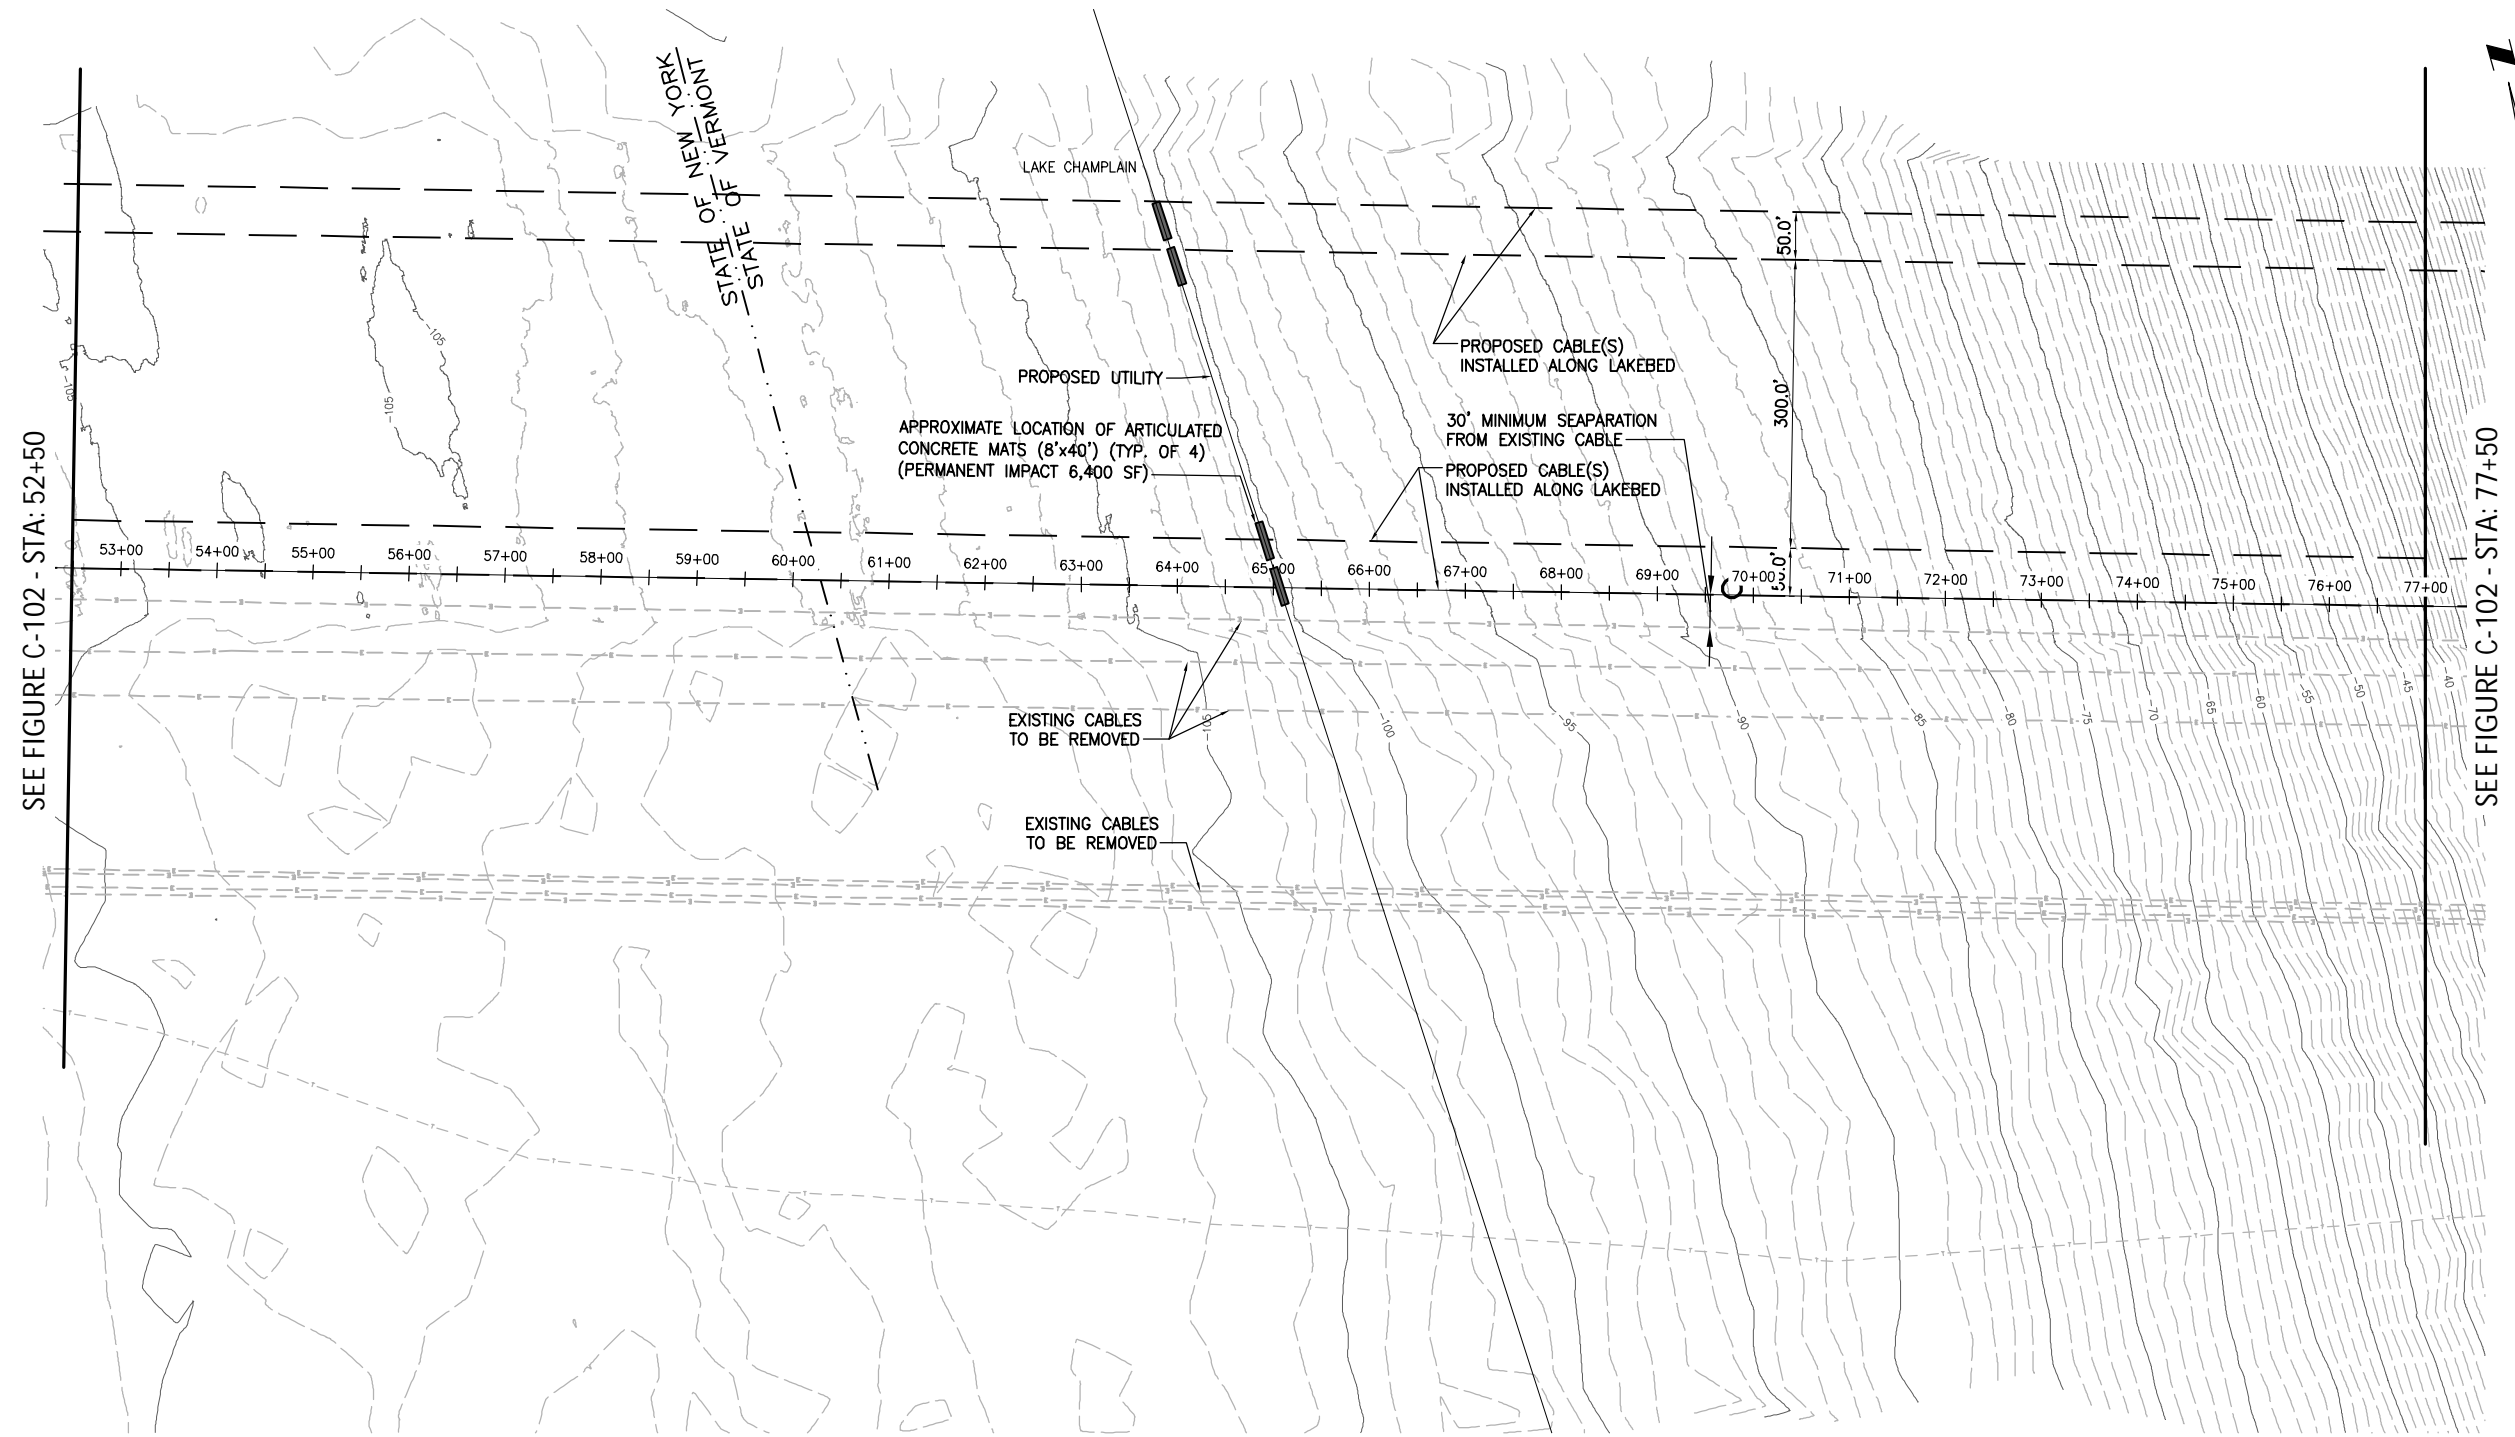 SEE FIGURE C-102 - STA: 52+50
STATE OF NEW YORK
STATE OF VERMONT
LAKE CHAMPLAIN
50.0'
300.0'
PROPOSED CABLE(S)
INSTALLED ALONG LAKEBED
PROPOSED UTILITY
-105
-105
-105
APPROXIMATE LOCATION OF ARTICULATED
CONCRETE MATS (8'x40') (TYP. OF 4)
(PERMANENT IMPACT 6,400 SF)
30' MINIMUM SEAPARATION
FROM EXISTING CABLE
PROPOSED CABLE(S)
INSTALLED ALONG LAKEBED
53+00 54+00 55+00 56+00 57+00 58+00 59+00 60+00 61+00 62+00 63+00 64+00 65+00 66+00 67+00 68+00 69+00 70+00 71+00 72+00 73+00 74+00 75+00 76+00 77+00
C
50.0'
EXISTING CABLES
TO BE REMOVED
-105 -100 -95 -90 -85 -80 -75 -70 -65 -60 -55 -50 -45 -40
EXISTING CABLES
TO BE REMOVED
SEE FIGURE C-102 - STA: 77+50